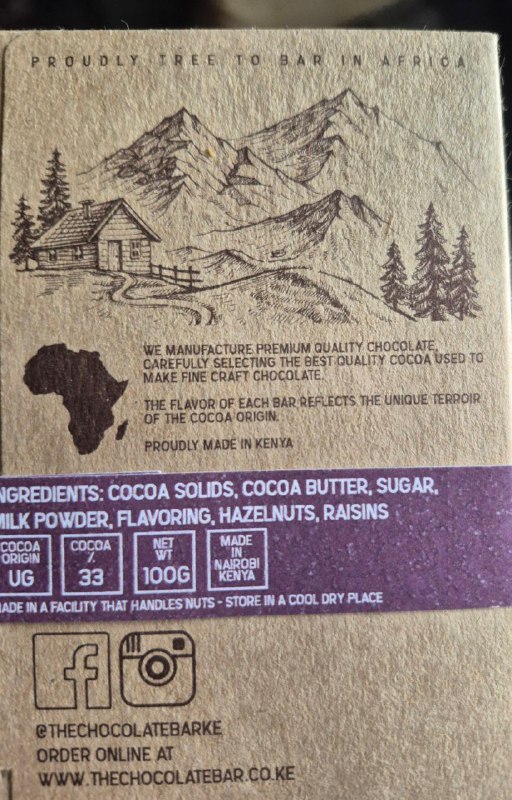 PROUDLY TREE TO BAR IN AFRICA
WE MANUFACTURE PREMIUM QUALITY CHOCOLATE,
CAREFULLY SELECTING THE BEST QUALITY COCOA USED TO
MAKE FINE CRAFT CHOCOLATE.
THE FLAVOR OF EACH BAR REFLECTS THE UNIQUE TERROIR
OF THE COCOA ORIGIN.
PROUDLY MADE IN KENYA
INGREDIENTS: COCOA SOLIDS, COCOA BUTTER, SUGAR,
MILK POWDER, FLAVORING, HAZELNUTS, RAISINS
COCOA
ORIGIN
UG
COCOA
%
33
NET
WT
100G
MADE
IN
NAIROBI
KENYA
MADE IN A FACILITY THAT HANDLES NUTS - STORE IN A COOL DRY PLACE
@THECHOCOLATEBARKE
ORDER ONLINE AT
WWW.THECHOCOLATEBAR.CO.KE